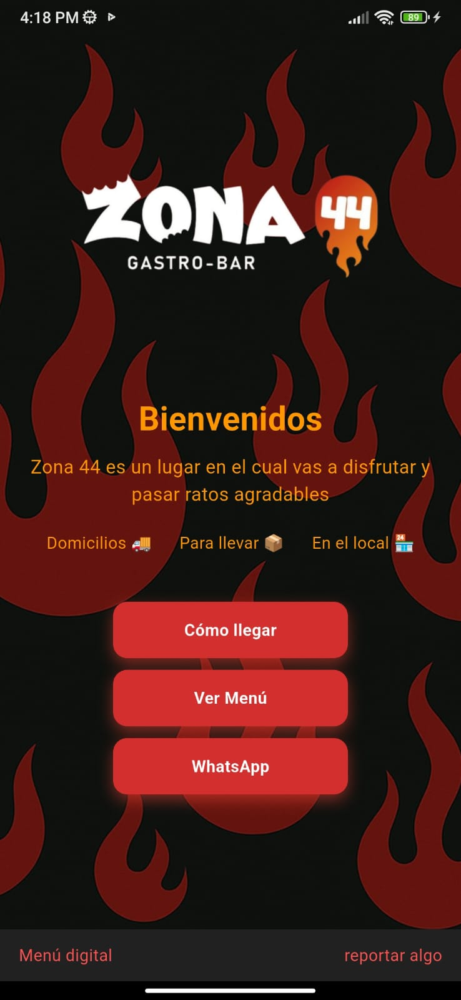 4:18 PM
89
ZONA 44
GASTRO-BAR
Bienvenidos
Zona 44 es un lugar en el cual vas a disfrutar y
pasar ratos agradables
Domicilios Para llevar En el local
Cómo llegar
Ver Menú
WhatsApp
Menú digital reportar algo